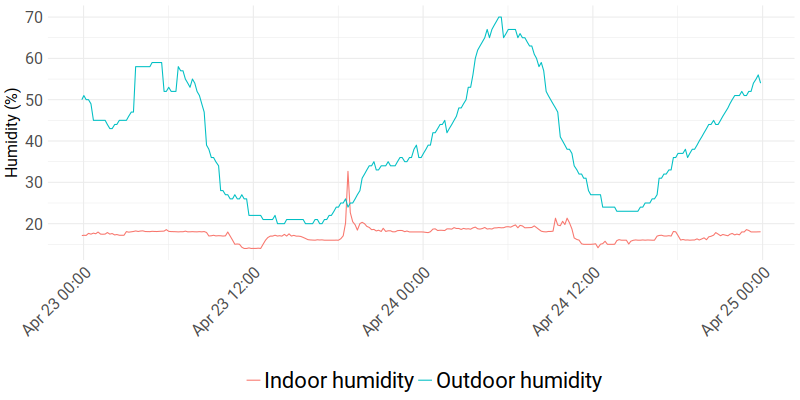 Humidity (%)
70
60
50
40
30
20
Apr 23 00:00
Apr 23 12:00
Apr 24 00:00
Apr 24 12:00
Apr 25 00:00
Indoor humidity
Outdoor humidity